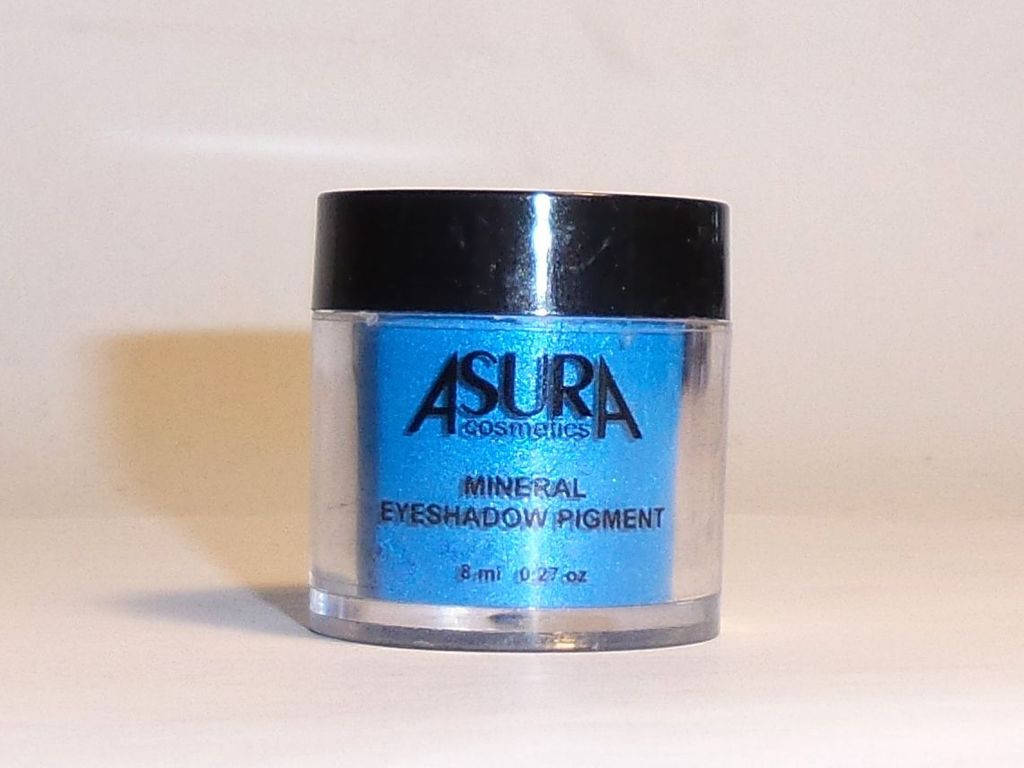 ASURA
cosmetics
MINERAL
EYESHADOW PIGMENT
8 ml 0.27 oz